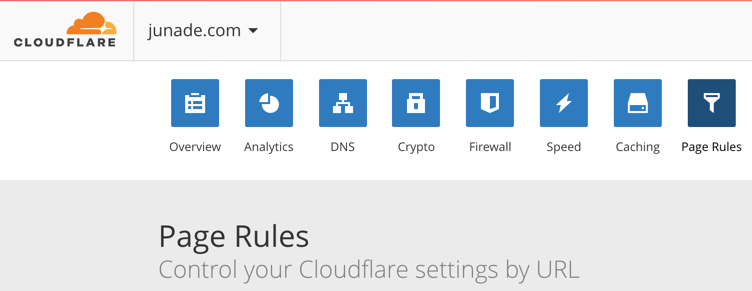 CLOUDFLARE
junade.com
Overview
Analytics
DNS
Crypto
Firewall
Speed
Caching
Page Rules
Page Rules
Control your Cloudflare settings by URL